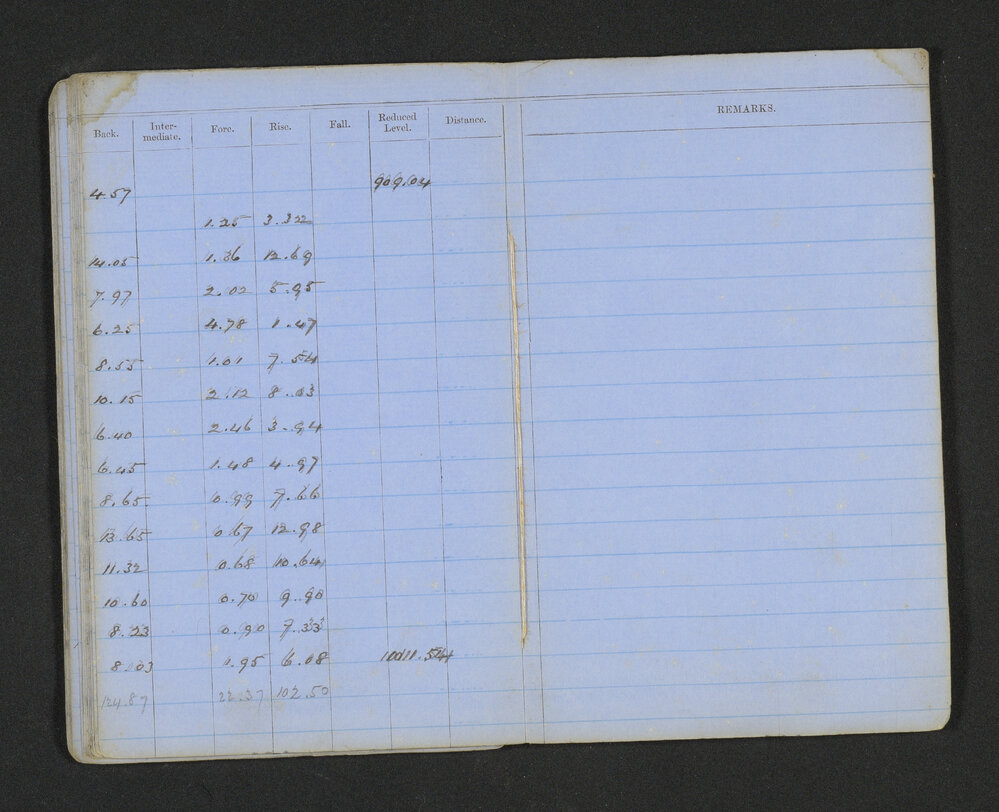 Back. Inter-mediate. Fore. Rise. Fall. Reduced Level. Distance. REMARKS.
4.57 909.04
1.25 3.32
14.05 1.36 12.69
7.97 2.02 5.95
6.25 4.78 1.47
8.55 1.01 7.54
10.15 2.12 8.03
6.40 2.46 3.94
6.45 1.48 4.97
8.65 0.99 7.66
13.65 0.67 12.98
11.32 0.68 10.64
10.60 0.70 9.90
8.23 0.90 7.33
8.03 1.95 6.08 1011.54
124.87 22.37 102.50